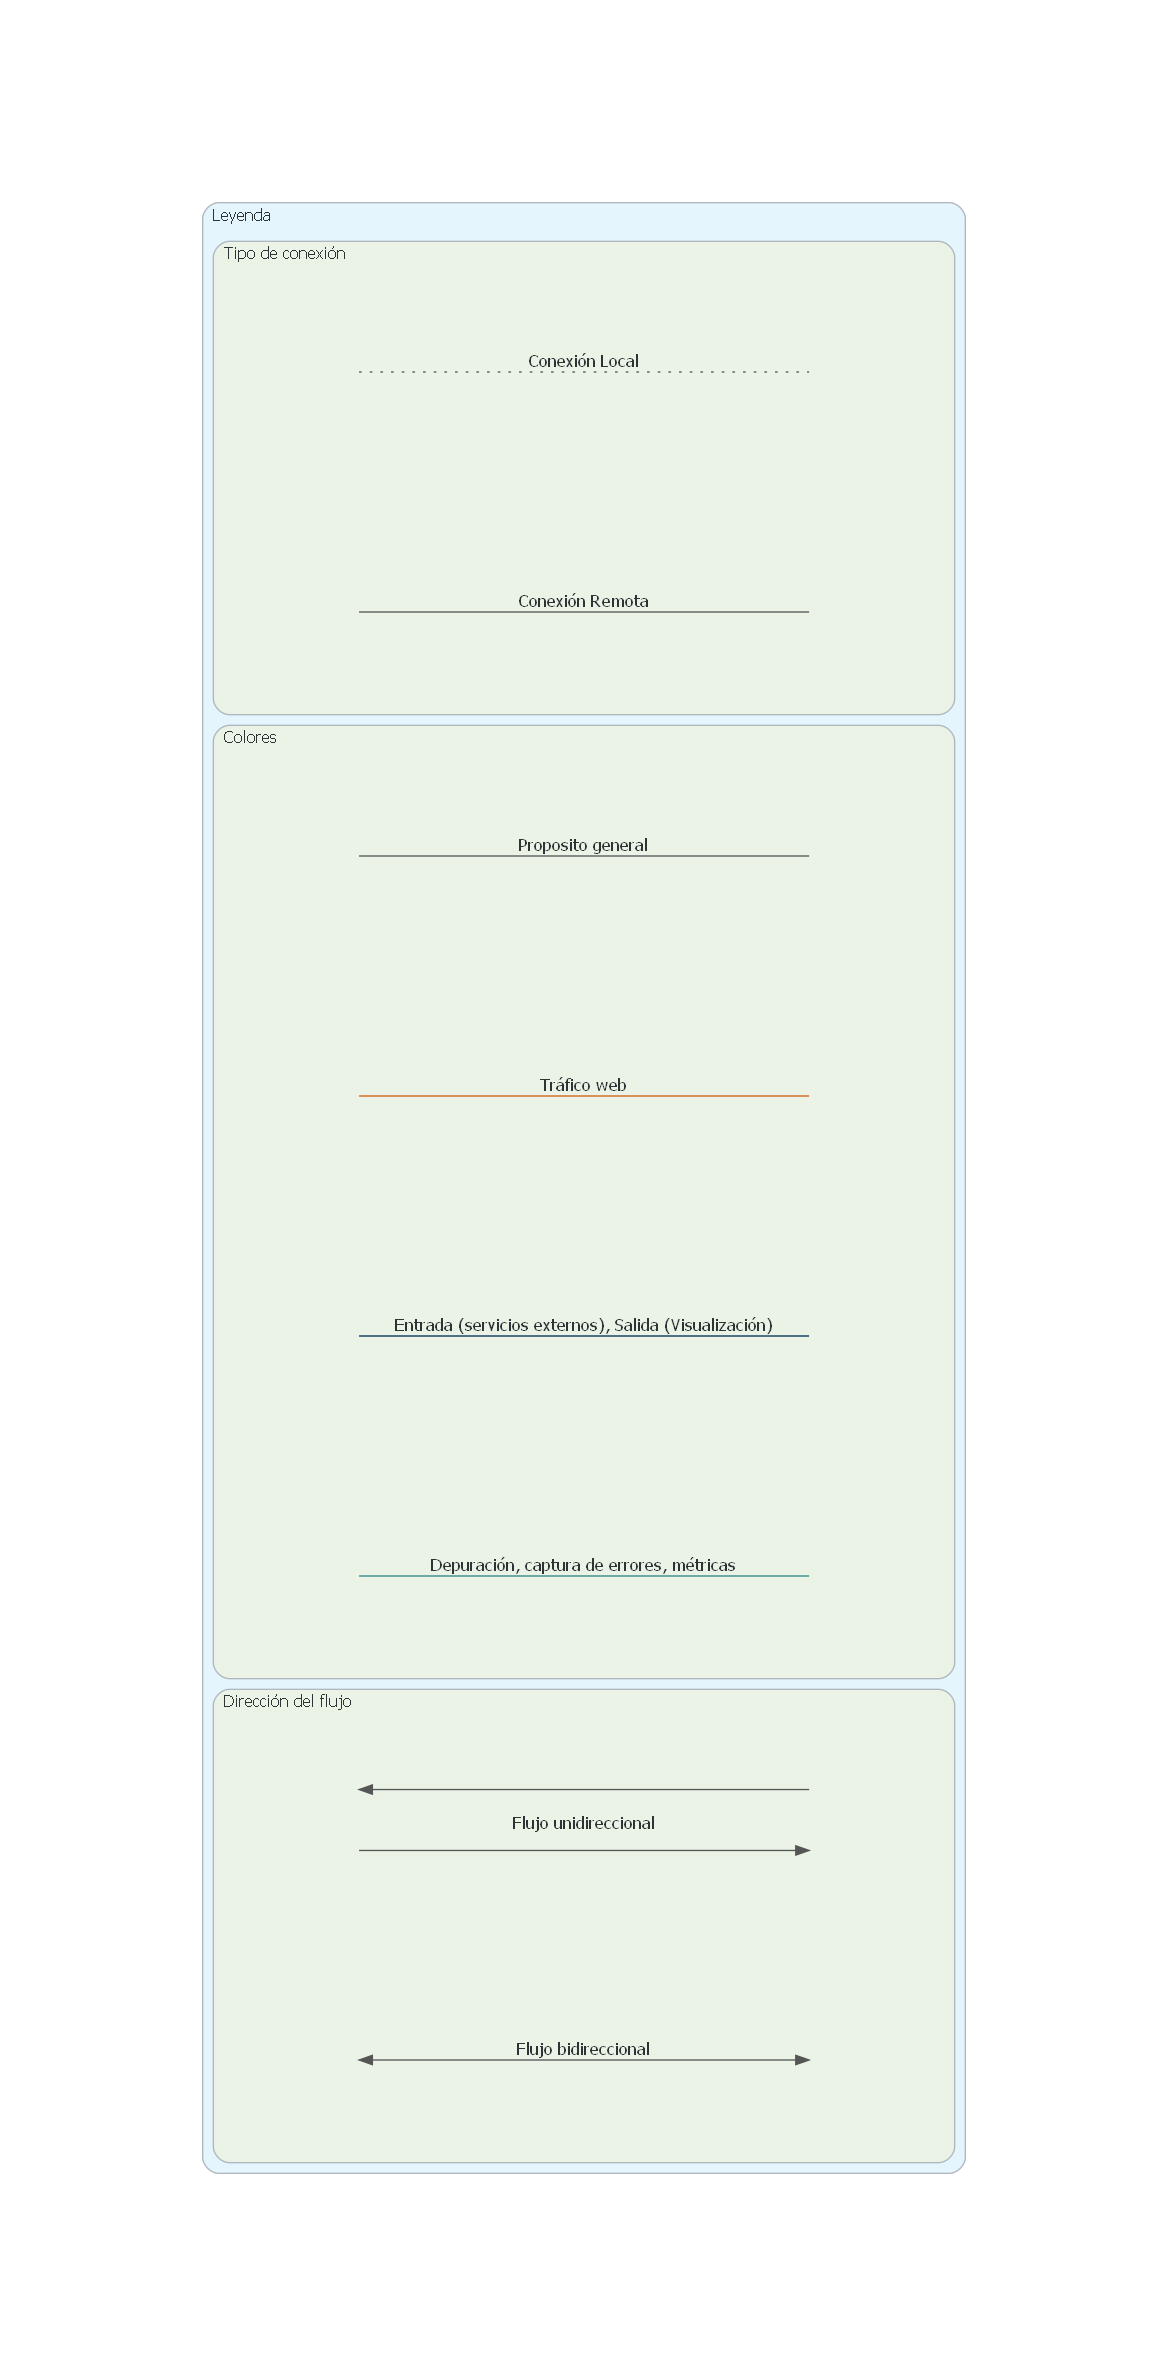 Leyenda
Tipo de conexión
Conexión Local
Conexión Remota
Colores
Proposito general
Tráfico web
Entrada (servicios externos), Salida (Visualización)
Depuración, captura de errores, métricas
Dirección del flujo
Flujo unidireccional
Flujo bidireccional